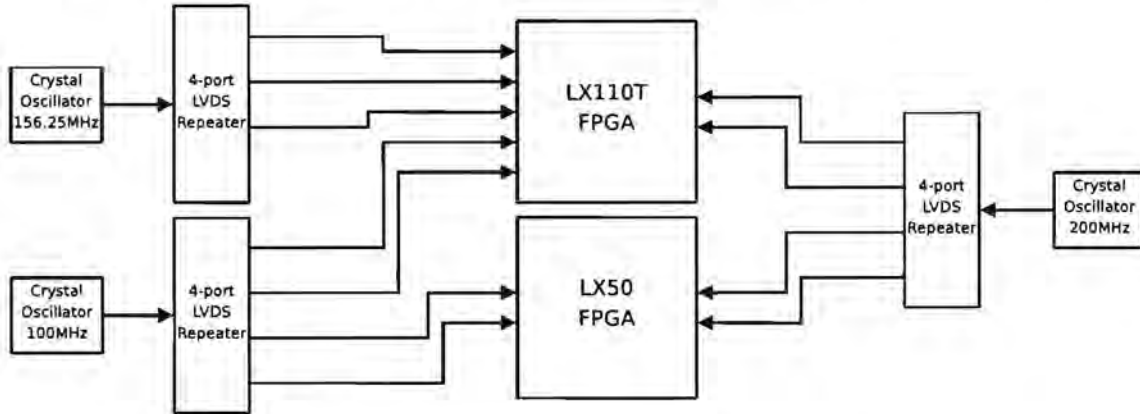 Crystal
Oscillator
156.25MHz
4-port
LVDS
Repeater
LX110T
FPGA
4-port
LVDS
Repeater
Crystal
Oscillator
200MHz
Crystal
Oscillator
100MHz
4-port
LVDS
Repeater
LX50
FPGA